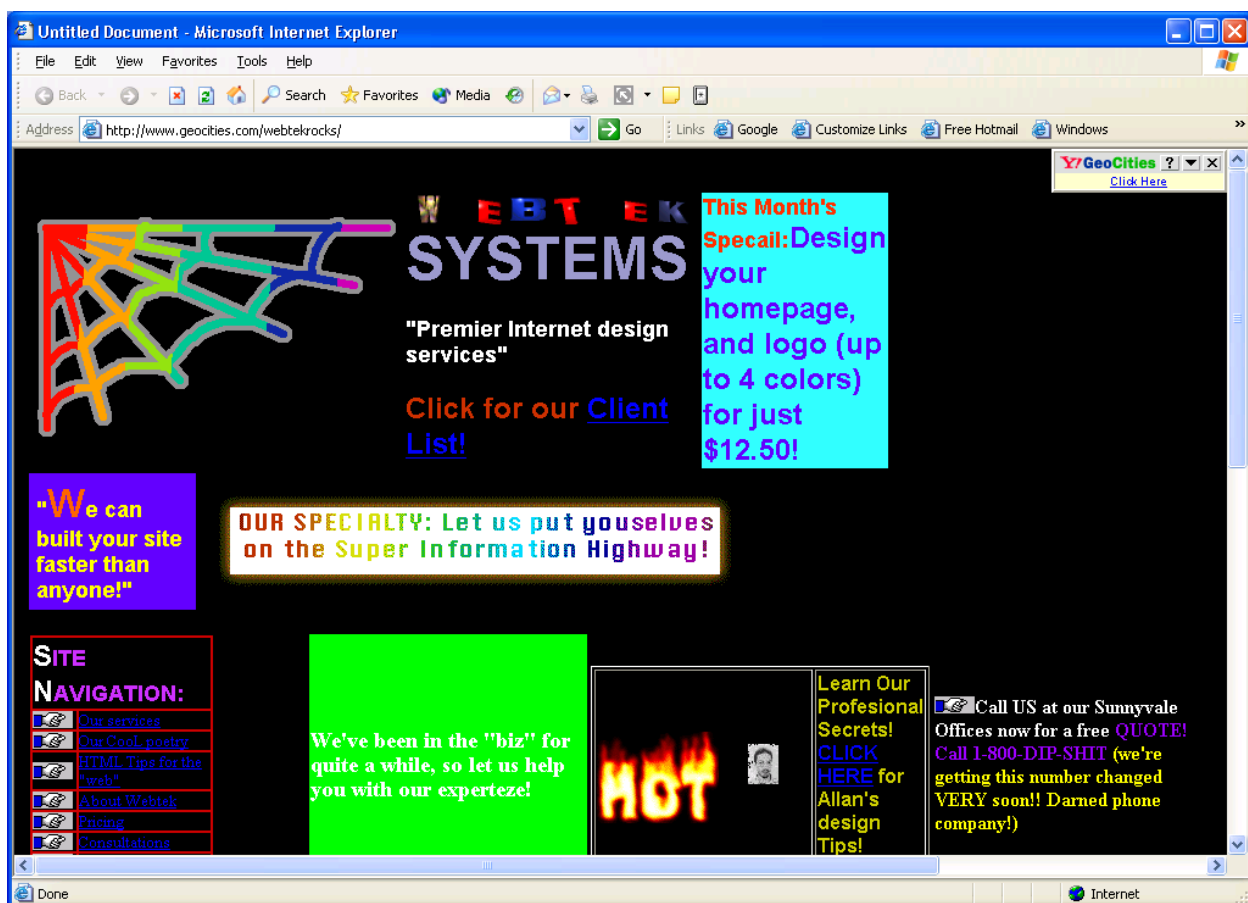 Untitled Document - Microsoft Internet Explorer
File Edit View Favorites Tools Help
Back Search Favorites Media
Address http://www.geocities.com/webtekrocks/ Go Links Google Customize Links Free Hotmail Windows »
Y! GeoCities ?
Click Here
WEBTEK
SYSTEMS
"Premier Internet design
services"
Click for our Client
List!
This Month's
Specail:Design
your
homepage,
and logo (up
to 4 colors)
for just
$12.50!
"We can
built your site
faster than
anyone!"
OUR SPECIALTY: Let us put youselves
on the Super Information Highway!
SITE
NAVIGATION:
Our services
Our CooL poetry
HTML Tips for the
"web"
About Webtek
Pricing
Consultations
We've been in the "biz" for
quite a while, so let us help
you with our experteze!
HOT
Learn Our
Profesional
Secrets!
CLICK
HERE for
Allan's
design
Tips!
Call US at our Sunnyvale
Offices now for a free QUOTE!
Call 1-800-DIP-SHIT (we're
getting this number changed
VERY soon!! Darned phone
company!)
Done Internet